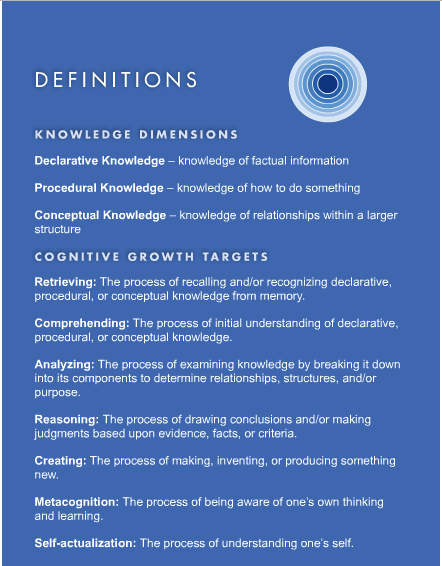 DEFINITIONS
KNOWLEDGE DIMENSIONS
Declarative Knowledge – knowledge of factual information
Procedural Knowledge – knowledge of how to do something
Conceptual Knowledge – knowledge of relationships within a larger
structure
COGNITIVE GROWTH TARGETS
Retrieving: The process of recalling and/or recognizing declarative,
procedural, or conceptual knowledge from memory.
Comprehending: The process of initial understanding of declarative,
procedural, or conceptual knowledge.
Analyzing: The process of examining knowledge by breaking it down
into its components to determine relationships, structures, and/or
purpose.
Reasoning: The process of drawing conclusions and/or making
judgments based upon evidence, facts, or criteria.
Creating: The process of making, inventing, or producing something
new.
Metacognition: The process of being aware of one's own thinking
and learning.
Self-actualization: The process of understanding one's self.